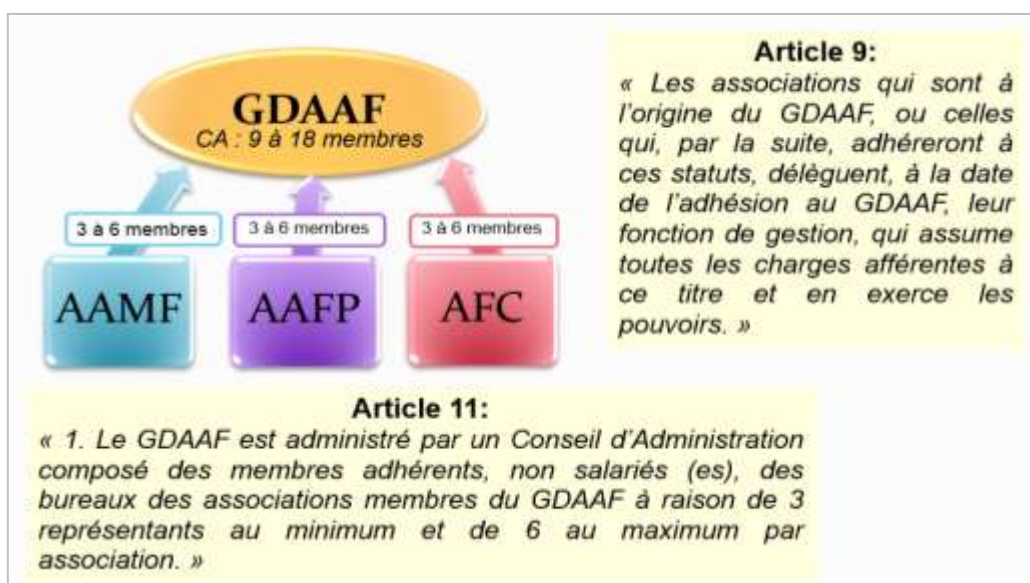 GDAAF
CA : 9 à 18 membres
3 à 6 membres
3 à 6 membres
3 à 6 membres
AAMF
AAFP
AFC
Article 9:
« Les associations qui sont à
l'origine du GDAAF, ou celles
qui, par la suite, adhéreront à
ces statuts, délèguent, à la date
de l'adhésion au GDAAF, leur
fonction de gestion, qui assume
toutes les charges afférentes à
ce titre et en exerce les
pouvoirs. »
Article 11:
« 1. Le GDAAF est administré par un Conseil d'Administration
composé des membres adhérents, non salariés (es), des
bureaux des associations membres du GDAAF à raison de 3
représentants au minimum et de 6 au maximum par
association. »